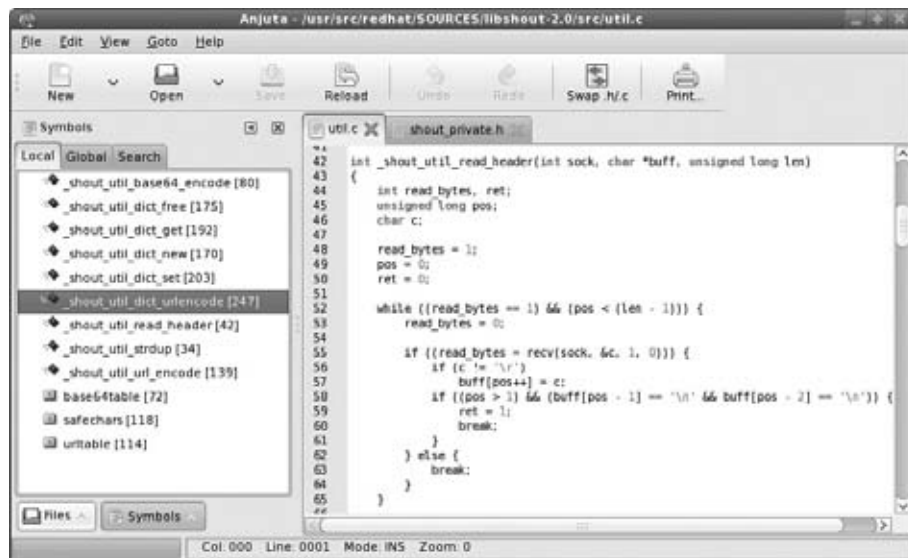 Anjuta - /usr/src/redhat/SOURCES/libshout-2.0/src/util.c
File Edit View Goto Help
New Open Save Reload Undo Redo Swap .h/.c Print...
Symbols
Local Global Search
_shout_util_base64_encode [80]
_shout_util_dict_free [175]
_shout_util_dict_get [192]
_shout_util_dict_new [170]
_shout_util_dict_set [203]
_shout_util_dict_urlencode [247]
_shout_util_read_header [42]
_shout_util_strdup [34]
_shout_util_url_encode [139]
base64table [72]
safechars [118]
urltable [114]
Files Symbols
util.c shout_private.h
41
42 int _shout_util_read_header(int sock, char *buff, unsigned long len)
43 {
44 int read_bytes, ret;
45 unsigned long pos;
46 char c;
47
48 read_bytes = 1;
49 pos = 0;
50 ret = 0;
51
52 while ((read_bytes == 1) && (pos < (len - 1))) {
53 read_bytes = 0;
54
55 if ((read_bytes = recv(sock, &c, 1, 0))) {
56 if (c != '\r')
57 buff[pos++] = c;
58 if ((pos > 1) && (buff[pos - 1] == '\n' && buff[pos - 2] == '\n')) {
59 ret = 1;
60 break;
61 }
62 } else {
63 break;
64 }
65 }
66
Col: 000 Line: 0001 Mode: INS Zoom: 0